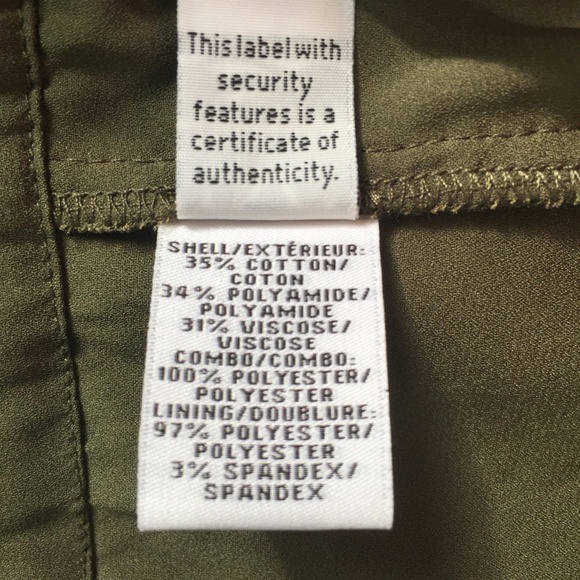 This label with
security
features is a
certificate of
authenticity.
SHELL/EXTÉRIEUR:
35% COTTON/
COTON
34% POLYAMIDE/
POLYAMIDE
31% VISCOSE/
VISCOSE
COMBO/COMBO:
100% POLYESTER/
POLYESTER
LINING/DOUBLURE:
97% POLYESTER/
POLYESTER
3% SPANDEX/
SPANDEX